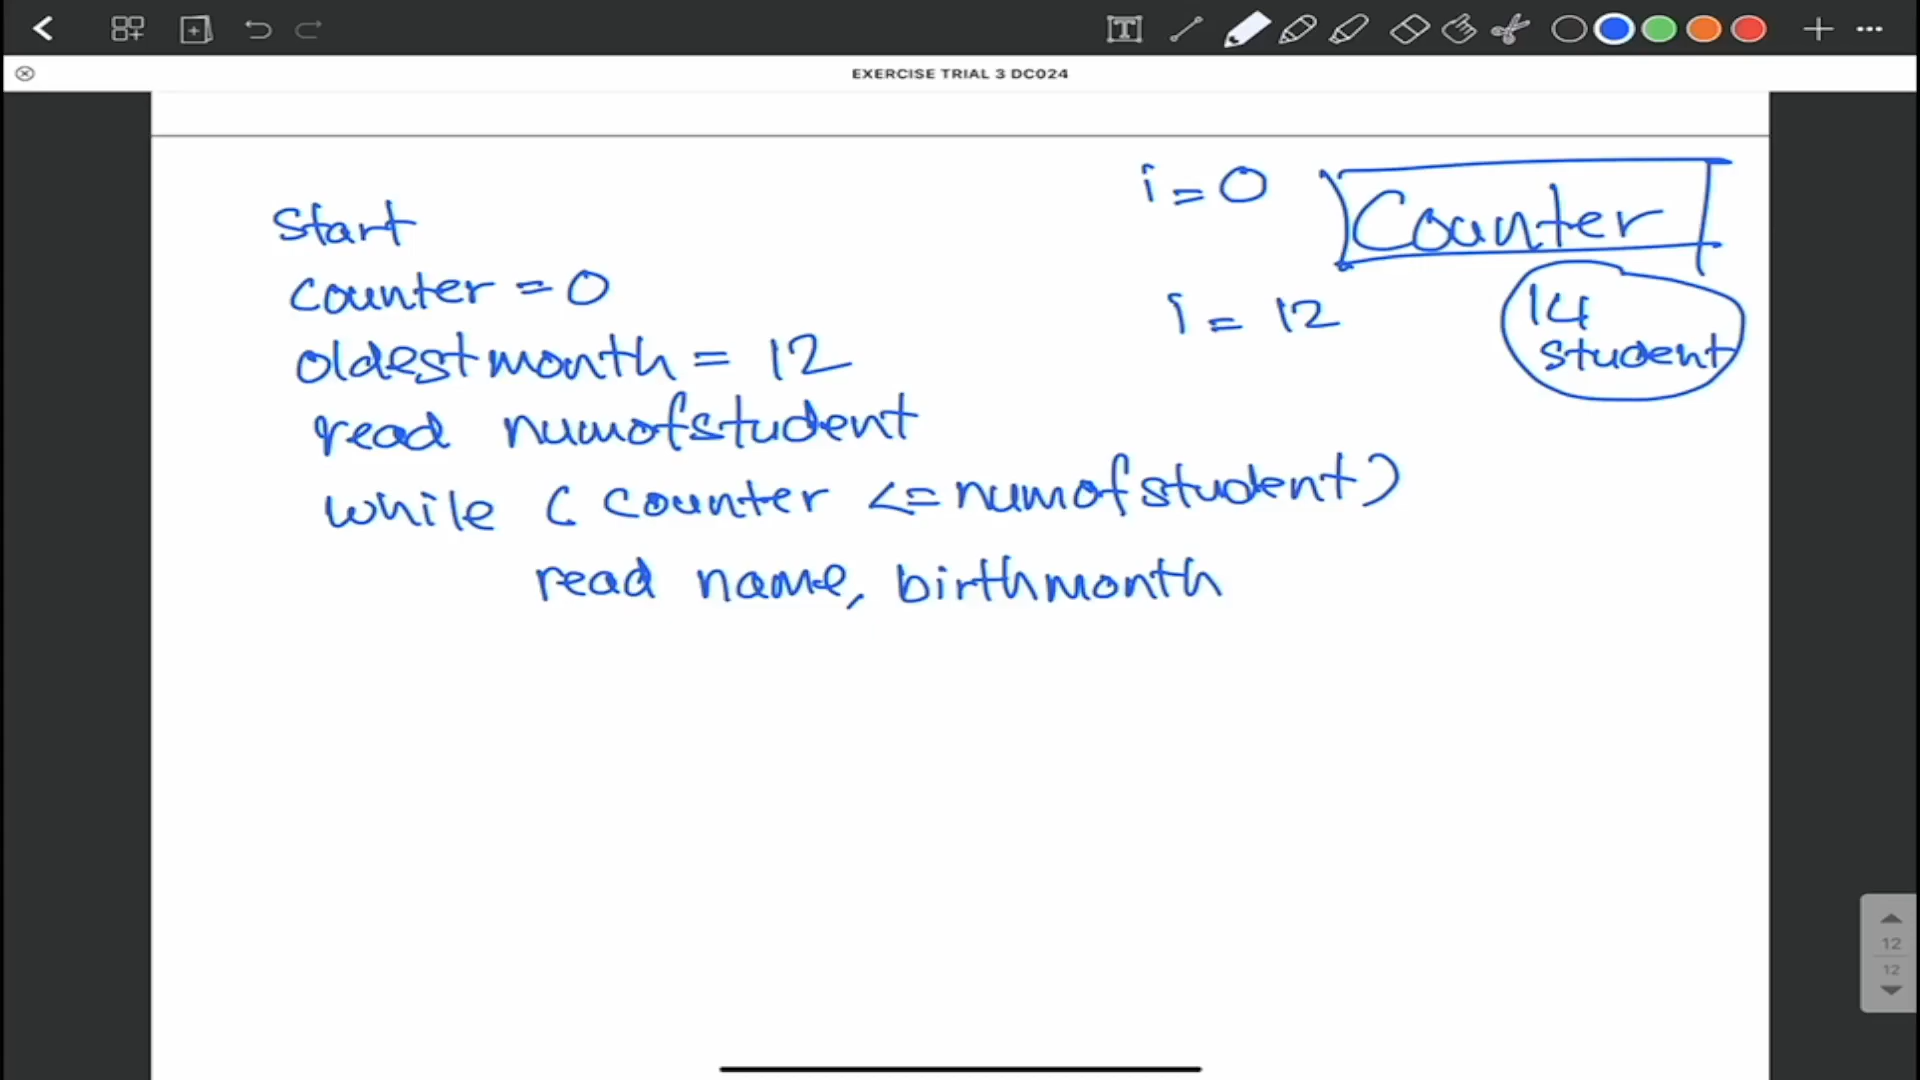 EXERCISE TRIAL 3 DC024
start
counter = 0
oldestmonth = 12
read numofstudent
while ( counter <= numofstudent)
read name, birthmonth
i = 0
Counter
i = 12
14
student
12
12